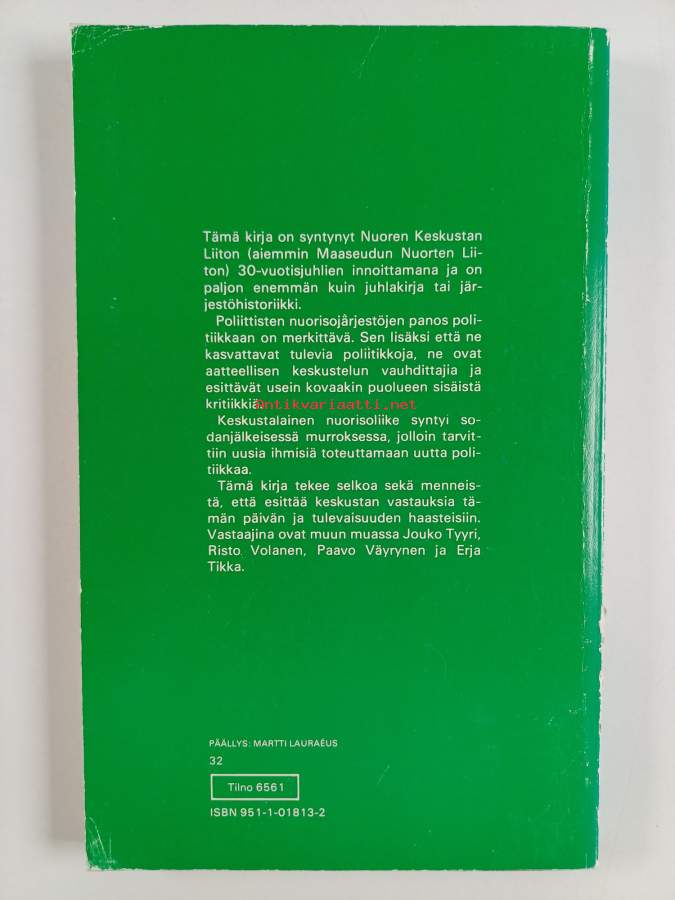 Tämä kirja on syntynyt Nuoren Keskustan
Liiton (aiemmin Maaseudun Nuorten Lii-
ton) 30-vuotisjuhlien innoittamana ja on
paljon enemmän kuin juhlakirja tai jär-
jestöhistoriikki.
Poliittisten nuorisojârjestöjen panos poli-
tiikkaan on merkittävä. Sen lisäksi että ne
kasvattavat tulevia poliitikkoja, ne ovat
aatteellisen keskustelun vauhdittajia ja
esittävät usein kovaakin puolueen sisäistä
kritiikkiä.
Antikvariaatti.net
Keskustalainen nuorisoliike syntyi so-
danjälkeisessä murroksessa, jolloin tarvit-
tiin uusia ihmisiä toteuttamaan uutta poli-
tiikkaa.
Tämä kirja tekee selkoa sekä menneis-
tä, että esittää keskustan vastauksia tä-
män päivän ja tulevaisuuden haasteisiin.
Vastaajina ovat muun muassa Jouko Tyyri,
Risto Volanen, Paavo Väyrynen ja Erja
Tikka.
PÄÄLLYS: MARTTI LAURAÉUS
32
Tilno 6561
ISBN 951-1-01813-2